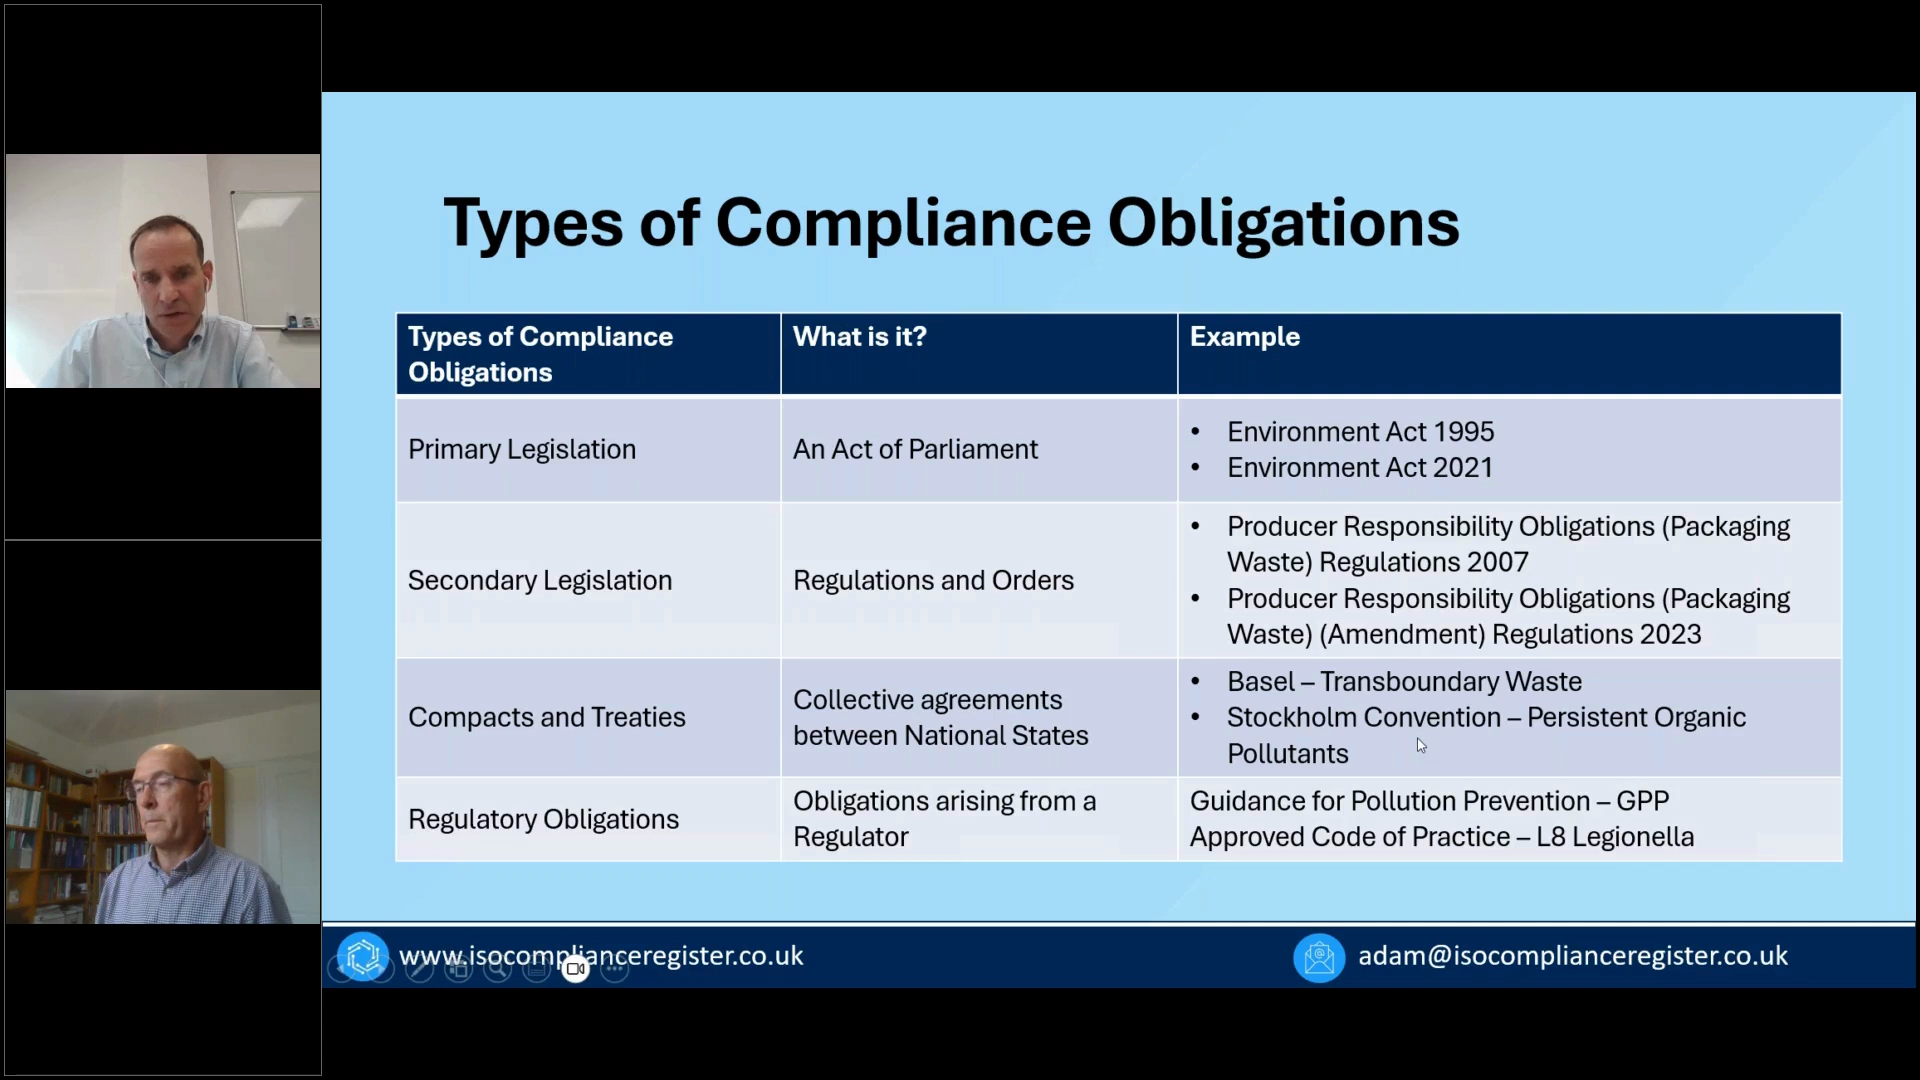 Types of Compliance Obligations
Types of Compliance
Obligations
What is it?
Example
Primary Legislation
An Act of Parliament
• Environment Act 1995
• Environment Act 2021
Secondary Legislation
Regulations and Orders
• Producer Responsibility Obligations (Packaging
Waste) Regulations 2007
• Producer Responsibility Obligations (Packaging
Waste) (Amendment) Regulations 2023
Compacts and Treaties
Collective agreements
between National States
• Basel – Transboundary Waste
• Stockholm Convention – Persistent Organic
Pollutants
Regulatory Obligations
Obligations arising from a
Regulator
Guidance for Pollution Prevention – GPP
Approved Code of Practice – L8 Legionella
www.isocomplianceregister.co.uk
adam@isocomplianceregister.co.uk